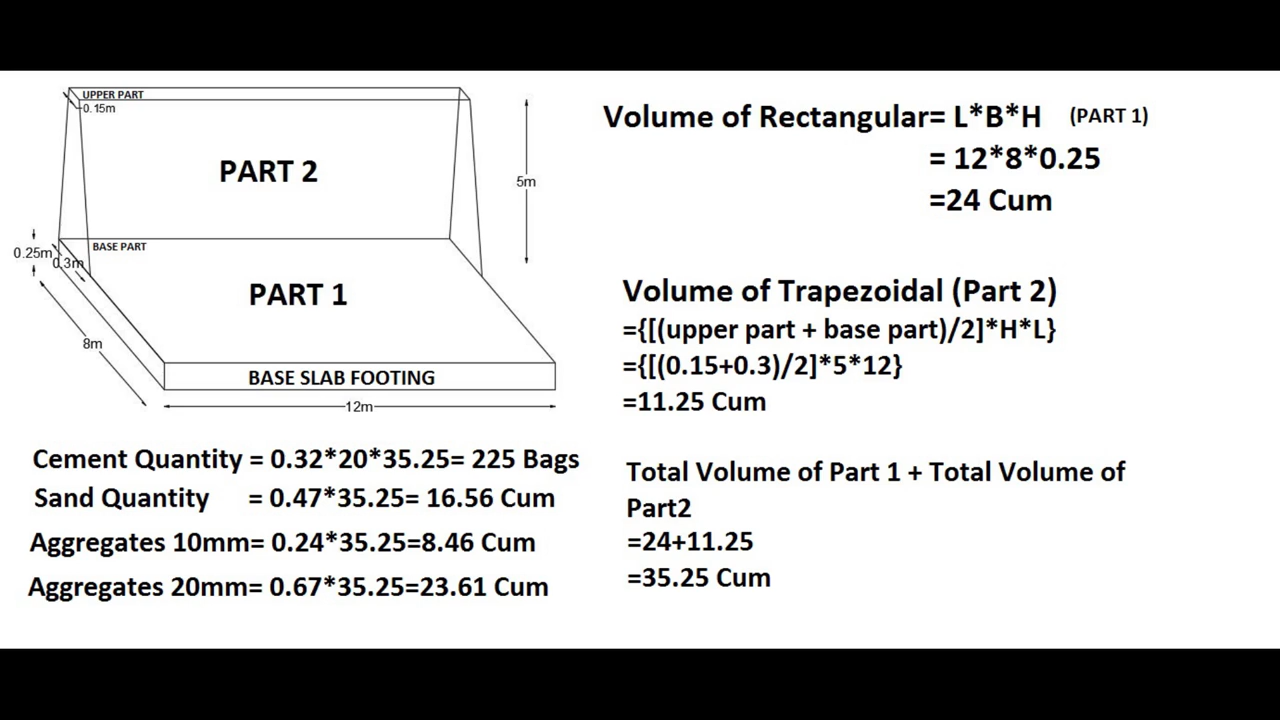 UPPER PART
0.15m
PART 2
5m
BASE PART
0.25m
0.3m
PART 1
8m
BASE SLAB FOOTING
12m
Cement Quantity = 0.32*20*35.25= 225 Bags
Sand Quantity = 0.47*35.25= 16.56 Cum
Aggregates 10mm= 0.24*35.25=8.46 Cum
Aggregates 20mm= 0.67*35.25=23.61 Cum
Volume of Rectangular= L*B*H (PART 1)
= 12*8*0.25
=24 Cum
Volume of Trapezoidal (Part 2)
={[(upper part + base part)/2]*H*L}
={[(0.15+0.3)/2]*5*12}
=11.25 Cum
Total Volume of Part 1 + Total Volume of
Part2
=24+11.25
=35.25 Cum